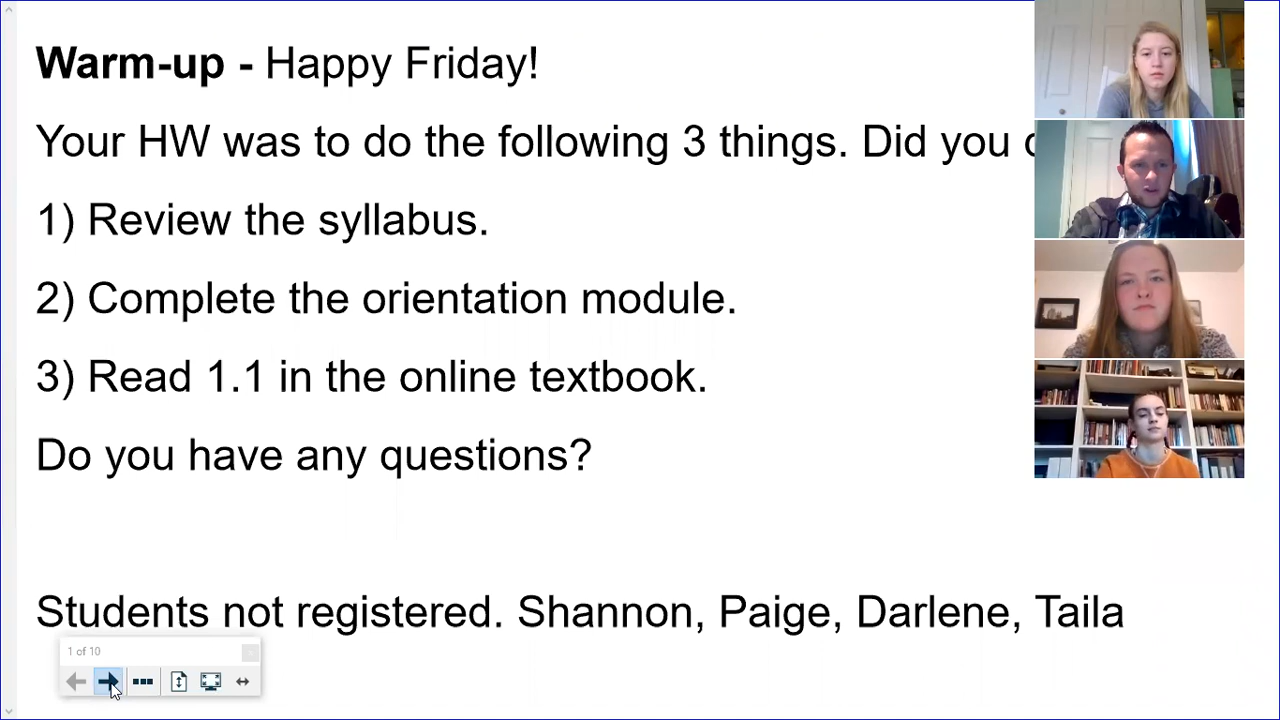 Warm-up - Happy Friday!
Your HW was to do the following 3 things. Did you
1) Review the syllabus.
2) Complete the orientation module.
3) Read 1.1 in the online textbook.
Do you have any questions?
Students not registered. Shannon, Paige, Darlene, Taila
1 of 10